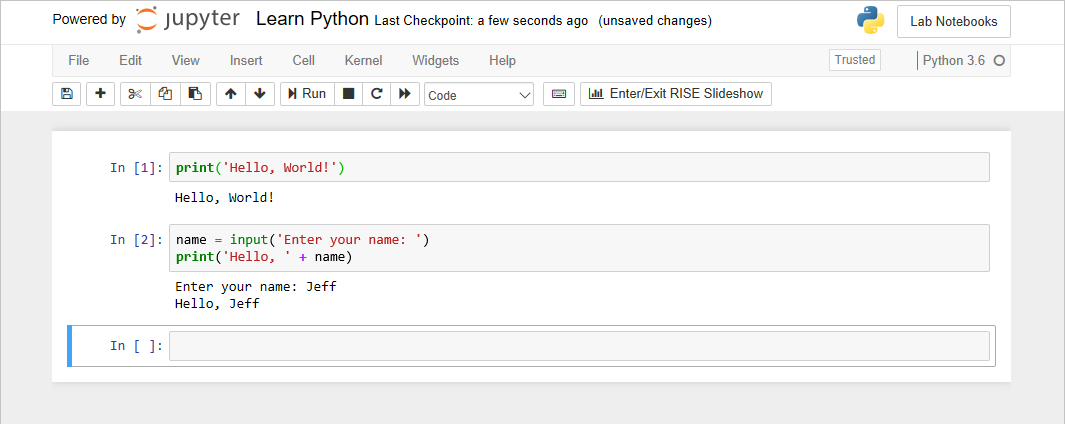 Powered by jupyter Learn Python Last Checkpoint: a few seconds ago (unsaved changes) Lab Notebooks
File Edit View Insert Cell Kernel Widgets Help Trusted Python 3.6
Run Code Enter/Exit RISE Slideshow
In [1]: print('Hello, World!')
Hello, World!
In [2]: name = input('Enter your name: ')
print('Hello, ' + name)
Enter your name: Jeff
Hello, Jeff
In [ ]: